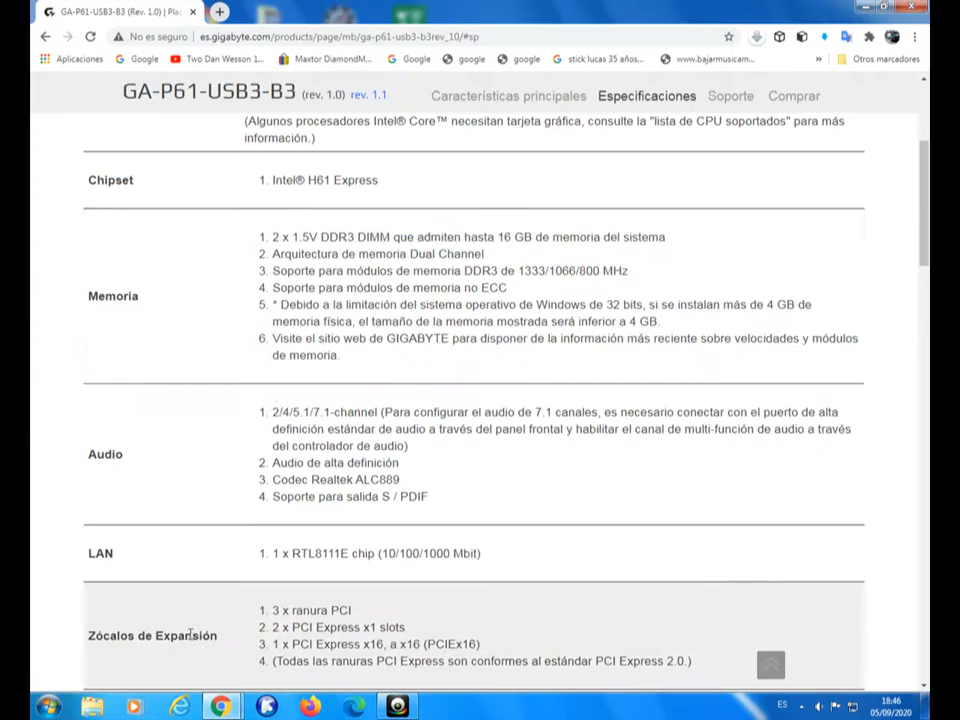 GA-P61-USB3-B3 (Rev. 1.0) | Plac
No es seguro | es.gigabyte.com/products/page/mb/ga-p61-usb3-b3rev_10/#sp
Aplicaciones Google Two Dan Wesson 1... Maxtor DiamondM... Google google google stick lucas 35 años... www.bajarmusicam... » Otros marcadores
GA-P61-USB3-B3 (rev. 1.0) rev. 1.1 Características principales Especificaciones Soporte Comprar
(Algunos procesadores Intel® Core™ necesitan tarjeta gráfica, consulte la "lista de CPU soportados" para más
información.)
Chipset
1. Intel® H61 Express
Memoria
1. 2 x 1.5V DDR3 DIMM que admiten hasta 16 GB de memoria del sistema
2. Arquitectura de memoria Dual Channel
3. Soporte para módulos de memoria DDR3 de 1333/1066/800 MHz
4. Soporte para módulos de memoria no ECC
5. * Debido a la limitación del sistema operativo de Windows de 32 bits, si se instalan más de 4 GB de
memoria física, el tamaño de la memoria mostrada será inferior a 4 GB.
6. Visite el sitio web de GIGABYTE para disponer de la información más reciente sobre velocidades y módulos
de memoria.
Audio
1. 2/4/5.1/7.1-channel (Para configurar el audio de 7.1 canales, es necesario conectar con el puerto de alta
definición estándar de audio a través del panel frontal y habilitar el canal de multi-función de audio a través
del controlador de audio)
2. Audio de alta definición
3. Codec Realtek ALC889
4. Soporte para salida S / PDIF
LAN
1. 1 x RTL8111E chip (10/100/1000 Mbit)
Zócalos de Expansión
1. 3 x ranura PCI
2. 2 x PCI Express x1 slots
3. 1 x PCI Express x16, a x16 (PCIEx16)
4. (Todas las ranuras PCI Express son conformes al estándar PCI Express 2.0.)
ES 18:46
05/09/2020